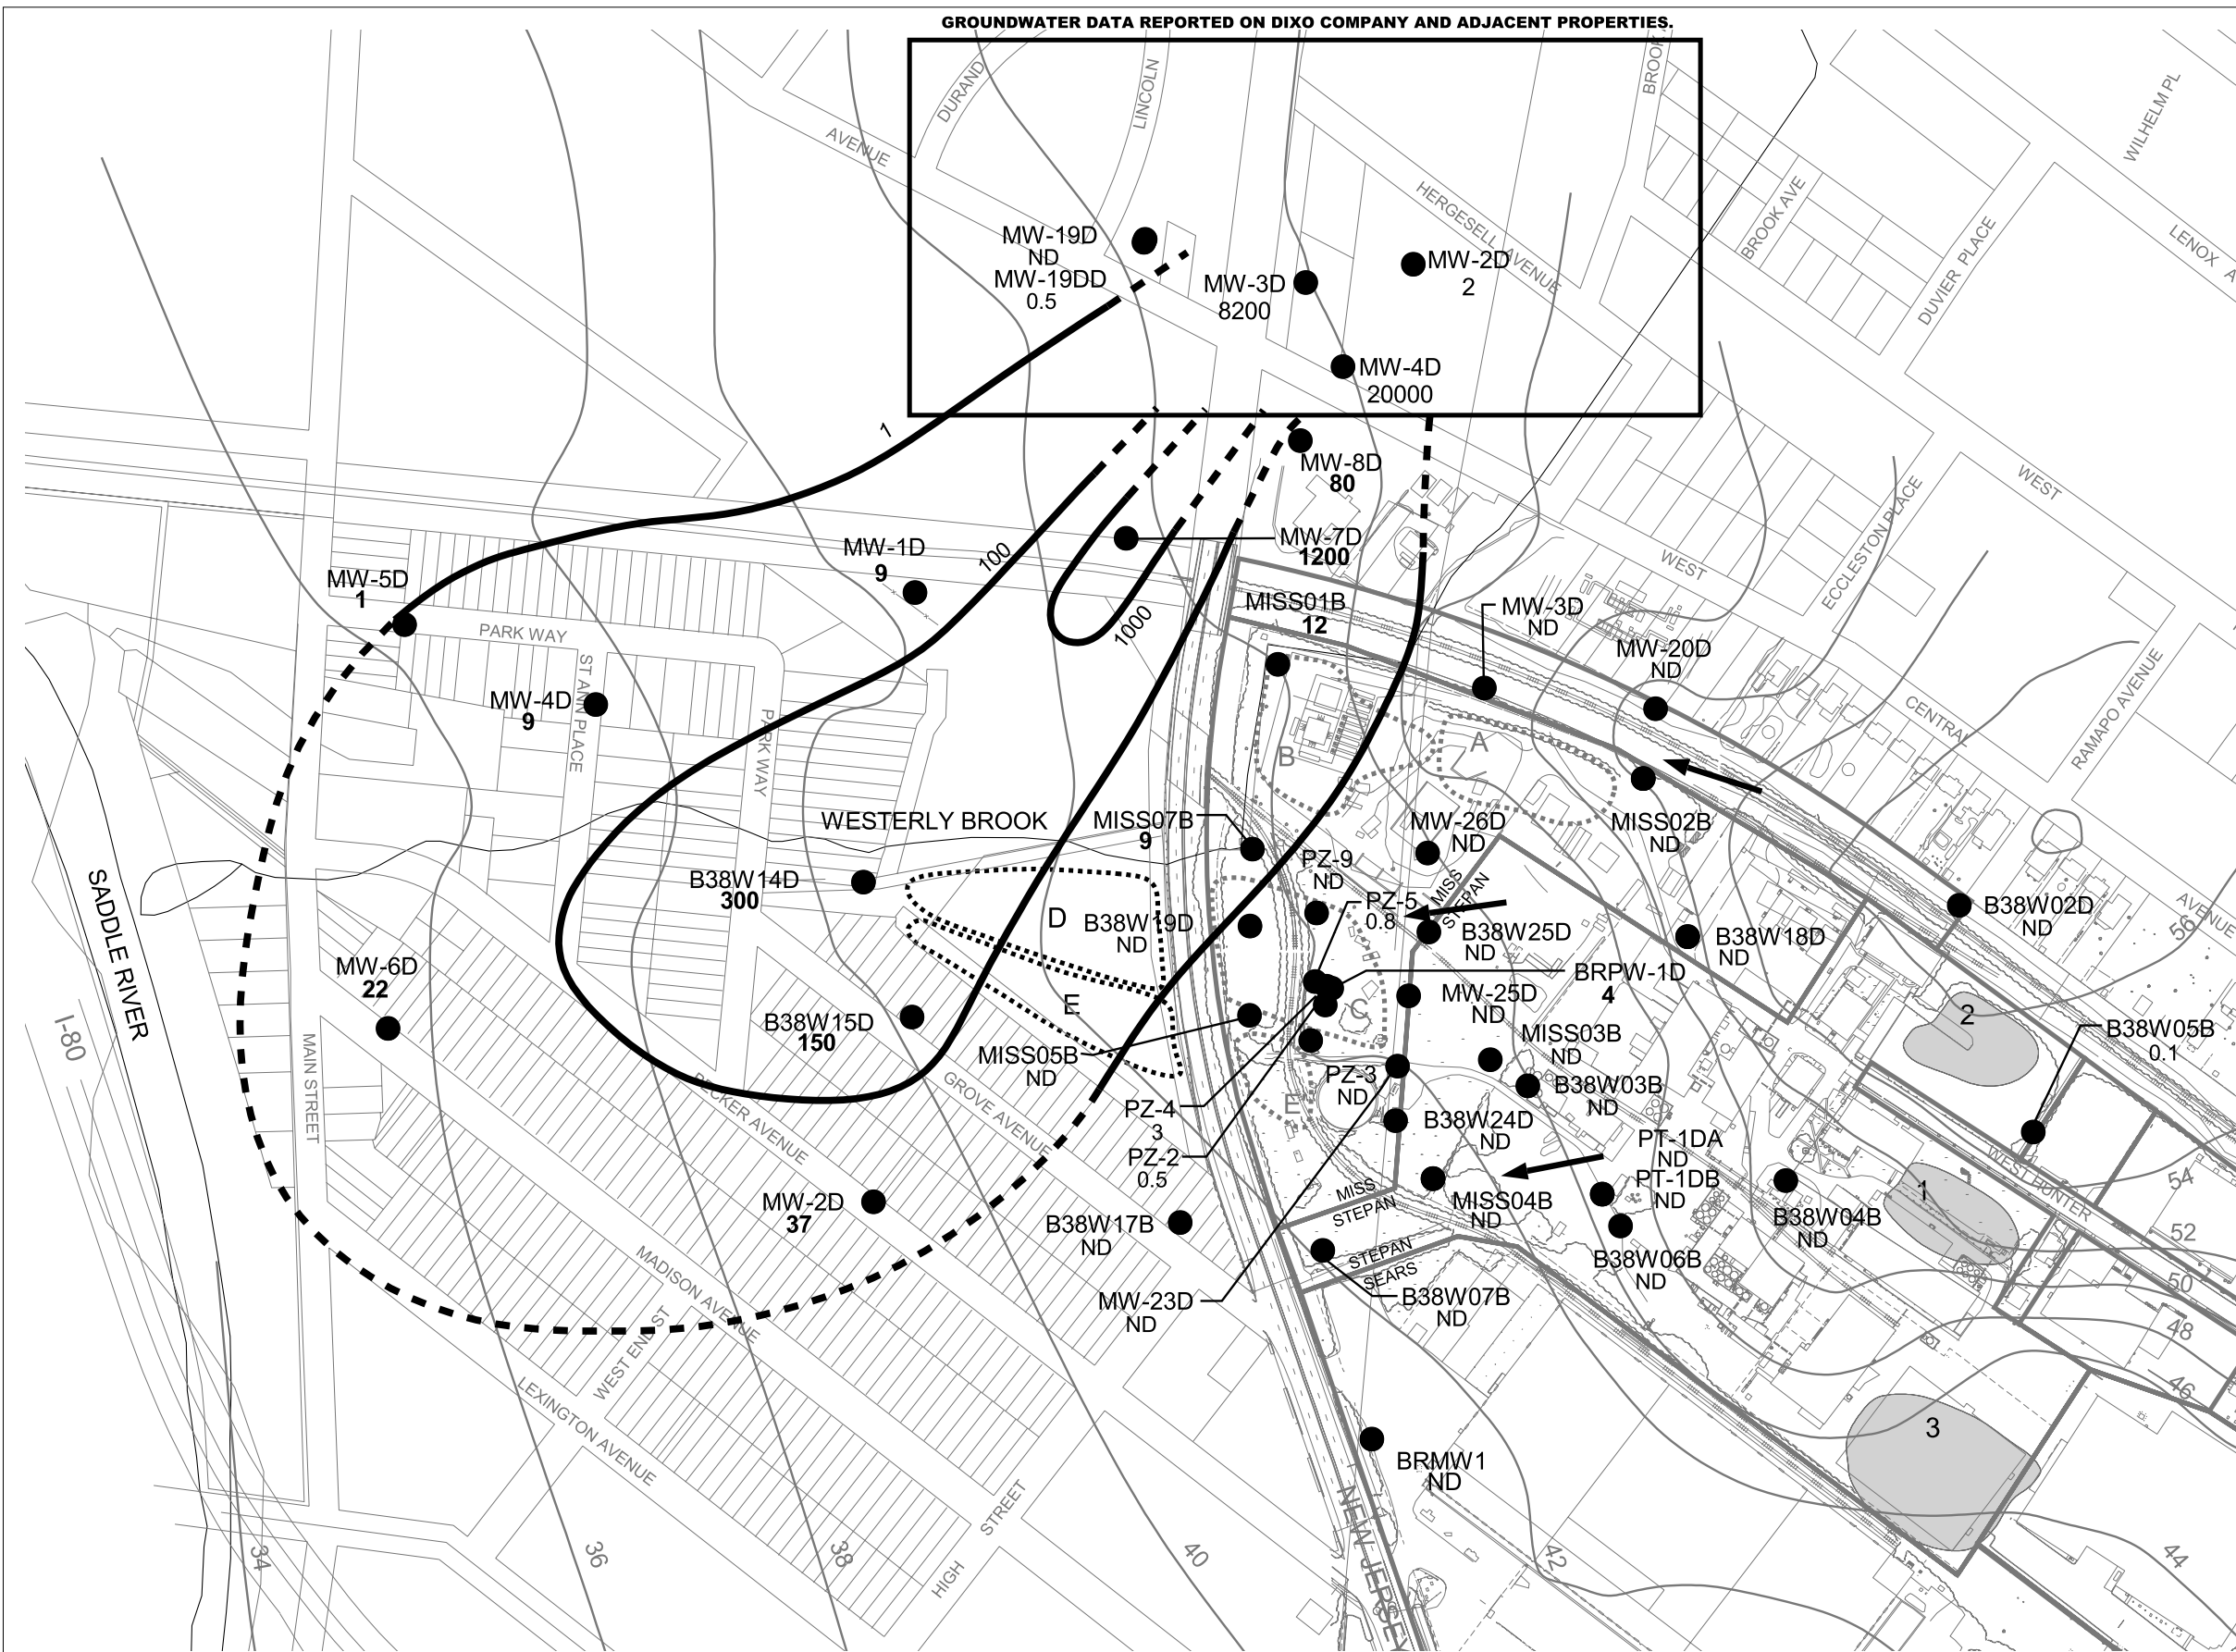 GROUNDWATER DATA REPORTED ON DIXO COMPANY AND ADJACENT PROPERTIES.
DURAND
LINCOLN
BROOK
AVENUE
WILHELM PL
HERGESELL AVENUE
BROOK AVE
DUVIER PLACE
LENOX A
MW-19D
ND
MW-19DD
0.5
MW-3D
8200
MW-2D
2
MW-4D
20000
1
MW-8D
80
MW-7D
1200
WEST
WEST
ECCLESTON PLACE
MW-1D
9
100
1000
MW-5D
1
PARK WAY
MISS01B
12
MW-3D
ND
MW-20D
ND
CENTRAL
RAMAPO AVENUE
AVENUE
MW-4D
9
ST ANN PLACE
PARK WAY
B
A
WESTERLY BROOK
MISS07B
9
MW-26D
ND
MISS02B
ND
PZ-9
ND
MISS
STEPAN
PZ-5
0.8
B38W14D
300
D
B38W19D
ND
B38W25D
ND
B38W18D
ND
B38W02D
ND
56
SADDLE RIVER
I-80
MAIN STREET
MW-6D
22
B38W15D
150
E
MISS05B
ND
BRPW-1D
4
C
MW-25D
ND
MISS03B
ND
2
B38W05B
0.1
PZ-3
ND
B38W03B
ND
E
B38W24D
ND
DECKER AVENUE
GROVE AVENUE
PZ-4
3
PZ-2
0.5
PT-1DA
ND
PT-1DB
ND
WEST HUNTER
54
1
MW-2D
37
B38W17B
ND
MISS
STEPAN
MISS04B
ND
B38W04B
ND
52
STEPAN
SEARS
B38W06B
ND
50
MADISON AVENUE
MW-23D
ND
B38W07B
ND
48
WEST END ST
LEXINGTON AVENUE
46
3
BRMW1
ND
HIGH STREET
NEW JERSEY
34
36
38
40
42
44